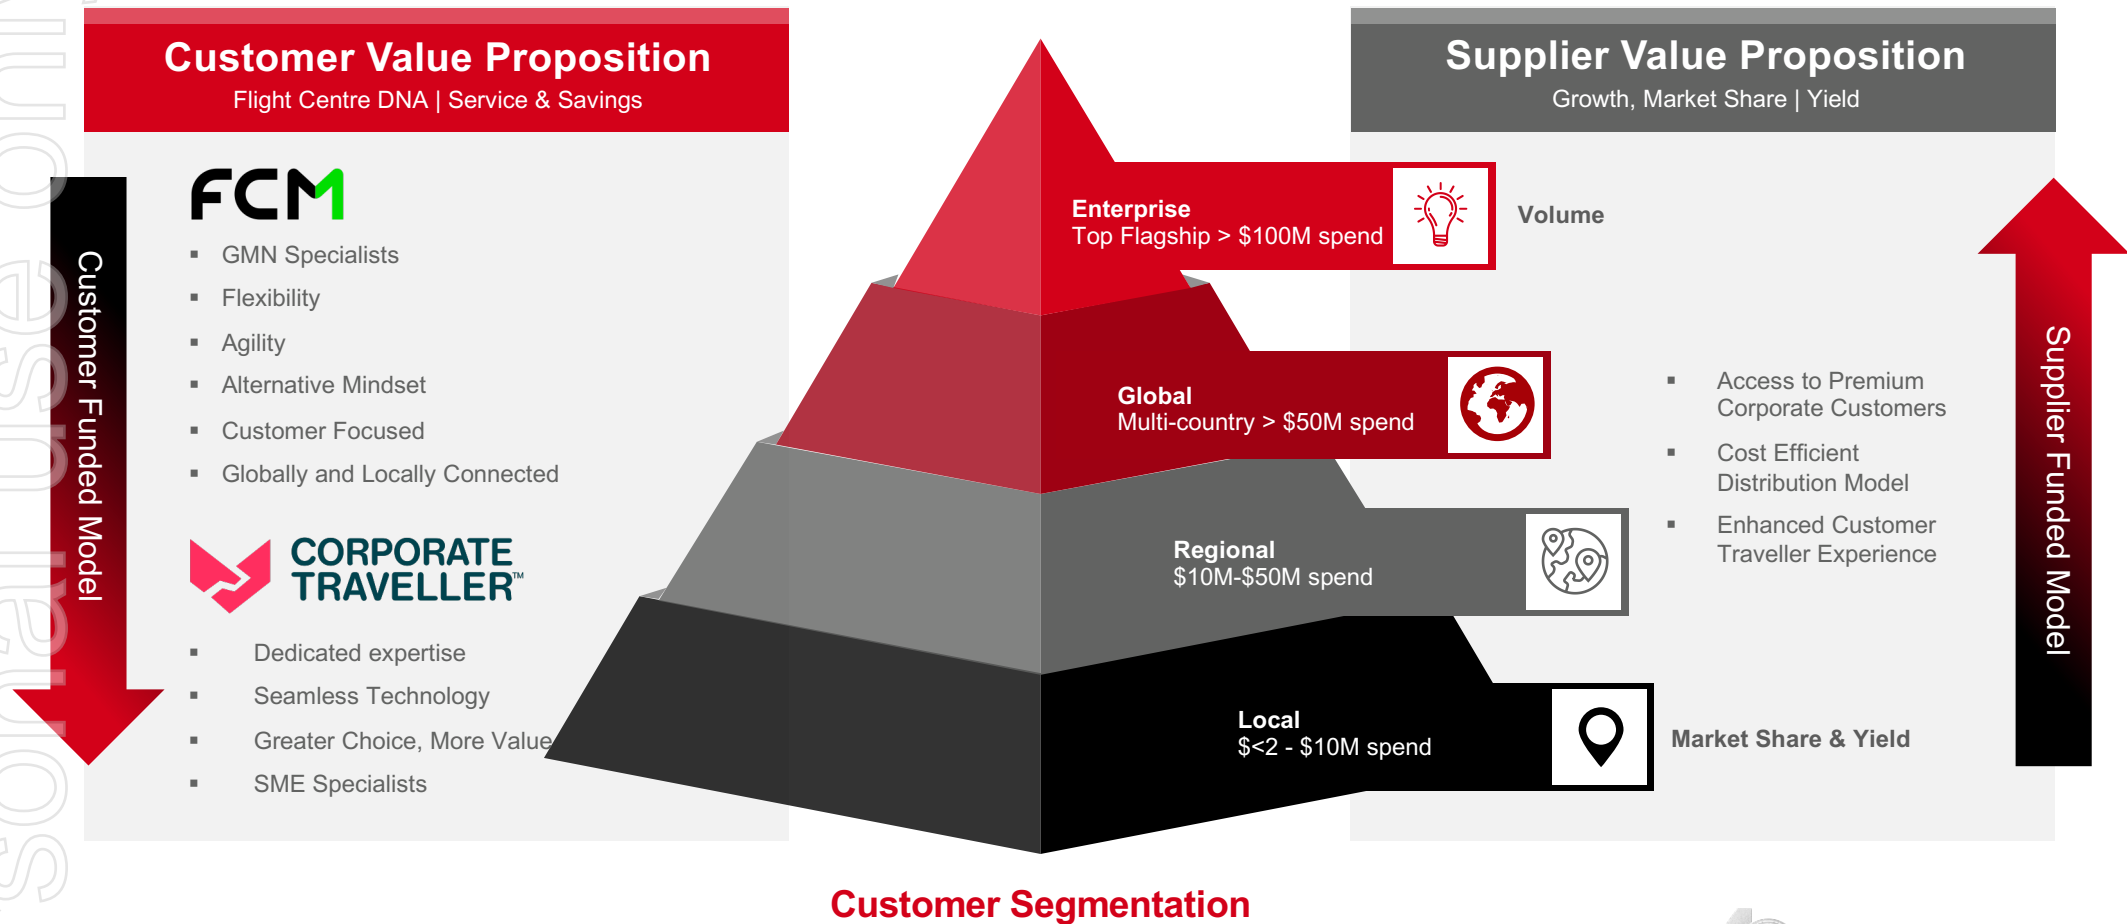 Customer Value Proposition
Flight Centre DNA | Service & Savings
FCM
GMN Specialists
Flexibility
Agility
Alternative Mindset
Customer Focused
Globally and Locally Connected
CORPORATE
TRAVELLER™
Dedicated expertise
Seamless Technology
Greater Choice, More Value
SME Specialists
Customer Funded Model
Enterprise
Top Flagship > $100M spend
Global
Multi-country > $50M spend
Regional
$10M-$50M spend
Local
$<2 - $10M spend
Customer Segmentation
Supplier Value Proposition
Growth, Market Share | Yield
Volume
Access to Premium
Corporate Customers
Cost Efficient
Distribution Model
Enhanced Customer
Traveller Experience
Market Share & Yield
Supplier Funded Model